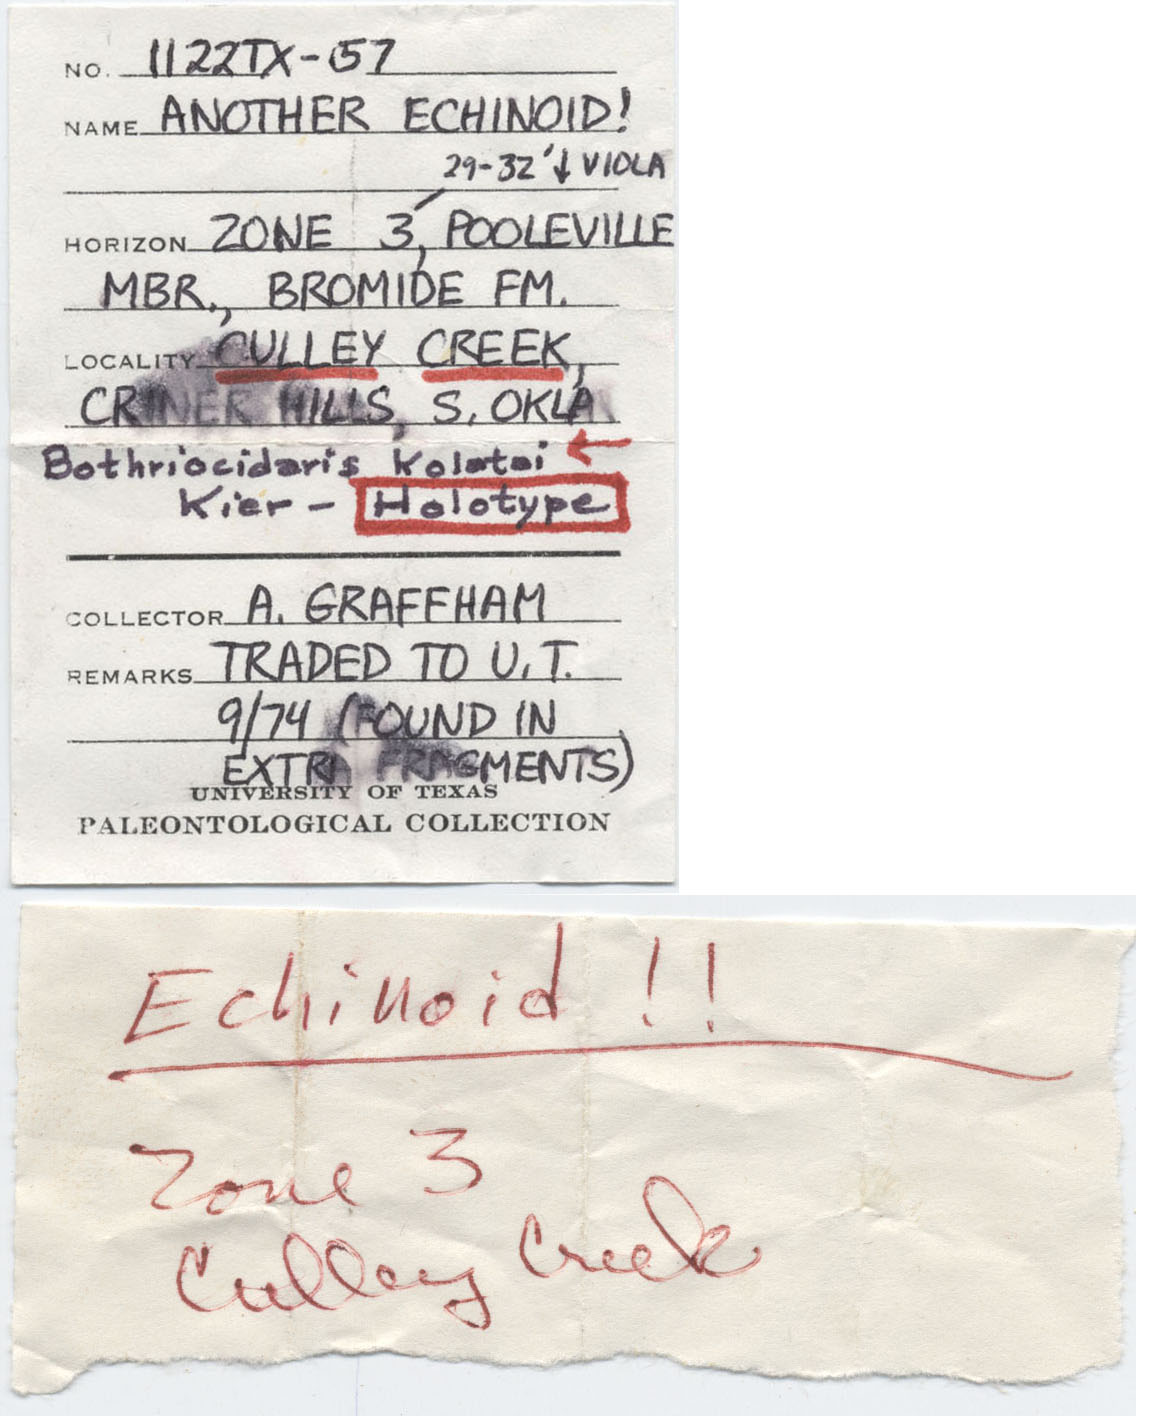 NO. 1122TX-57
NAME ANOTHER ECHINOID!
29-32'↓ VIOLA
HORIZON ZONE 3, POOLEVILLE
MBR., BROMIDE FM.
LOCALITY CULLEY CREEK,
CRINER HILLS, S. OKLA
Bothriocidaris Kolatai ←
Kier - Holotype
COLLECTOR A. GRAFFHAM
REMARKS TRADED TO U.T.
9/74 (FOUND IN
EXTRA FRAGMENTS)
UNIVERSITY OF TEXAS
PALEONTOLOGICAL COLLECTION
Echinoid !!
Zone 3
Culley Creek